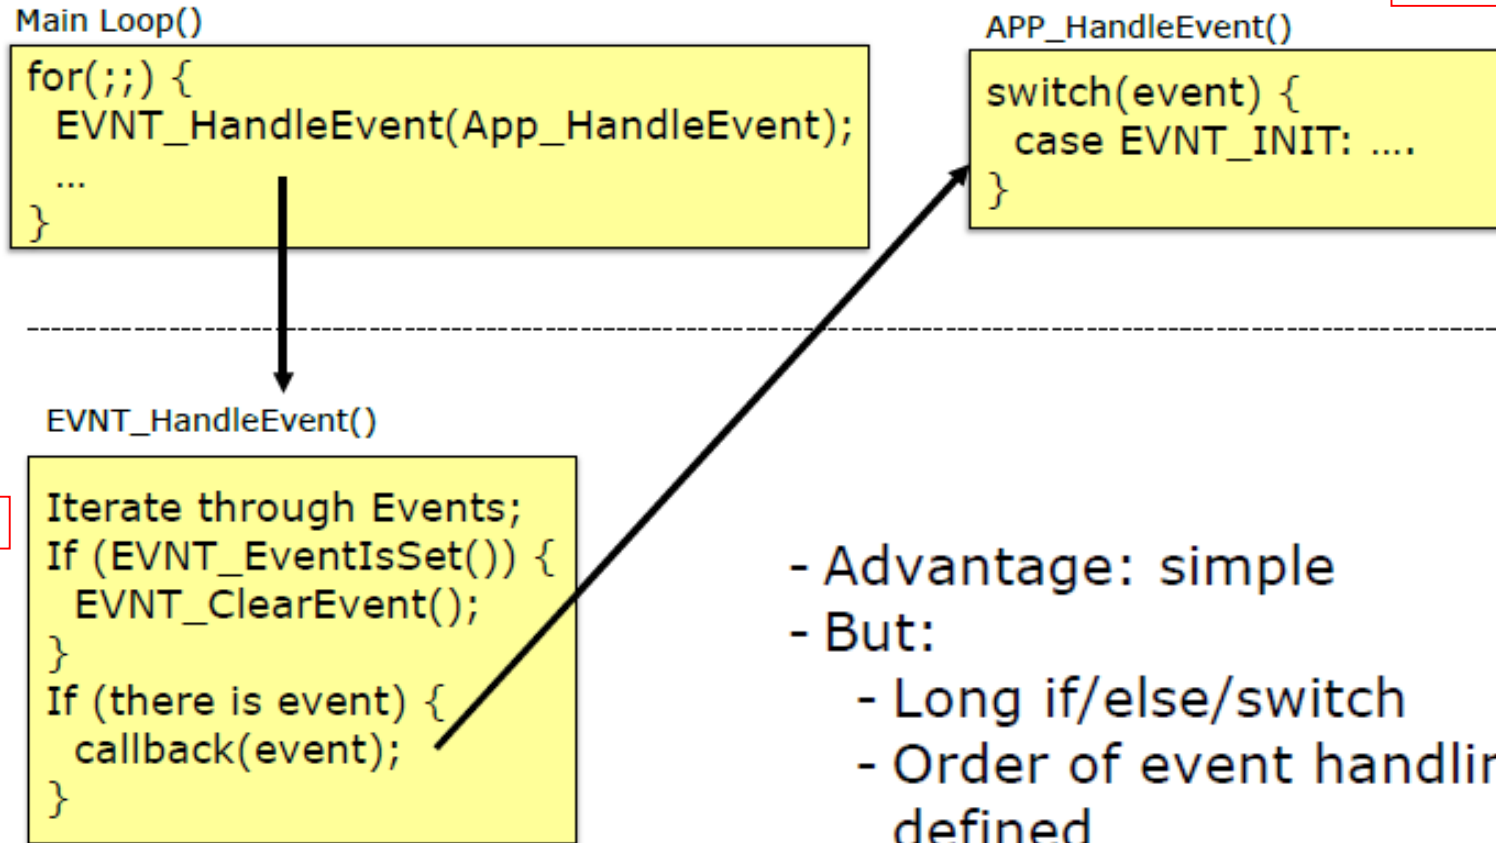 Main Loop()
for(;;) {
EVNT_HandleEvent(App_HandleEvent);
...
}
APP_HandleEvent()
switch(event) {
case EVNT_INIT: ....
}
EVNT_HandleEvent()
Iterate through Events;
If (EVNT_EventIsSet()) {
EVNT_ClearEvent();
}
If (there is event) {
callback(event);
}
- Advantage: simple
- But:
- Long if/else/switch
- Order of event
defined